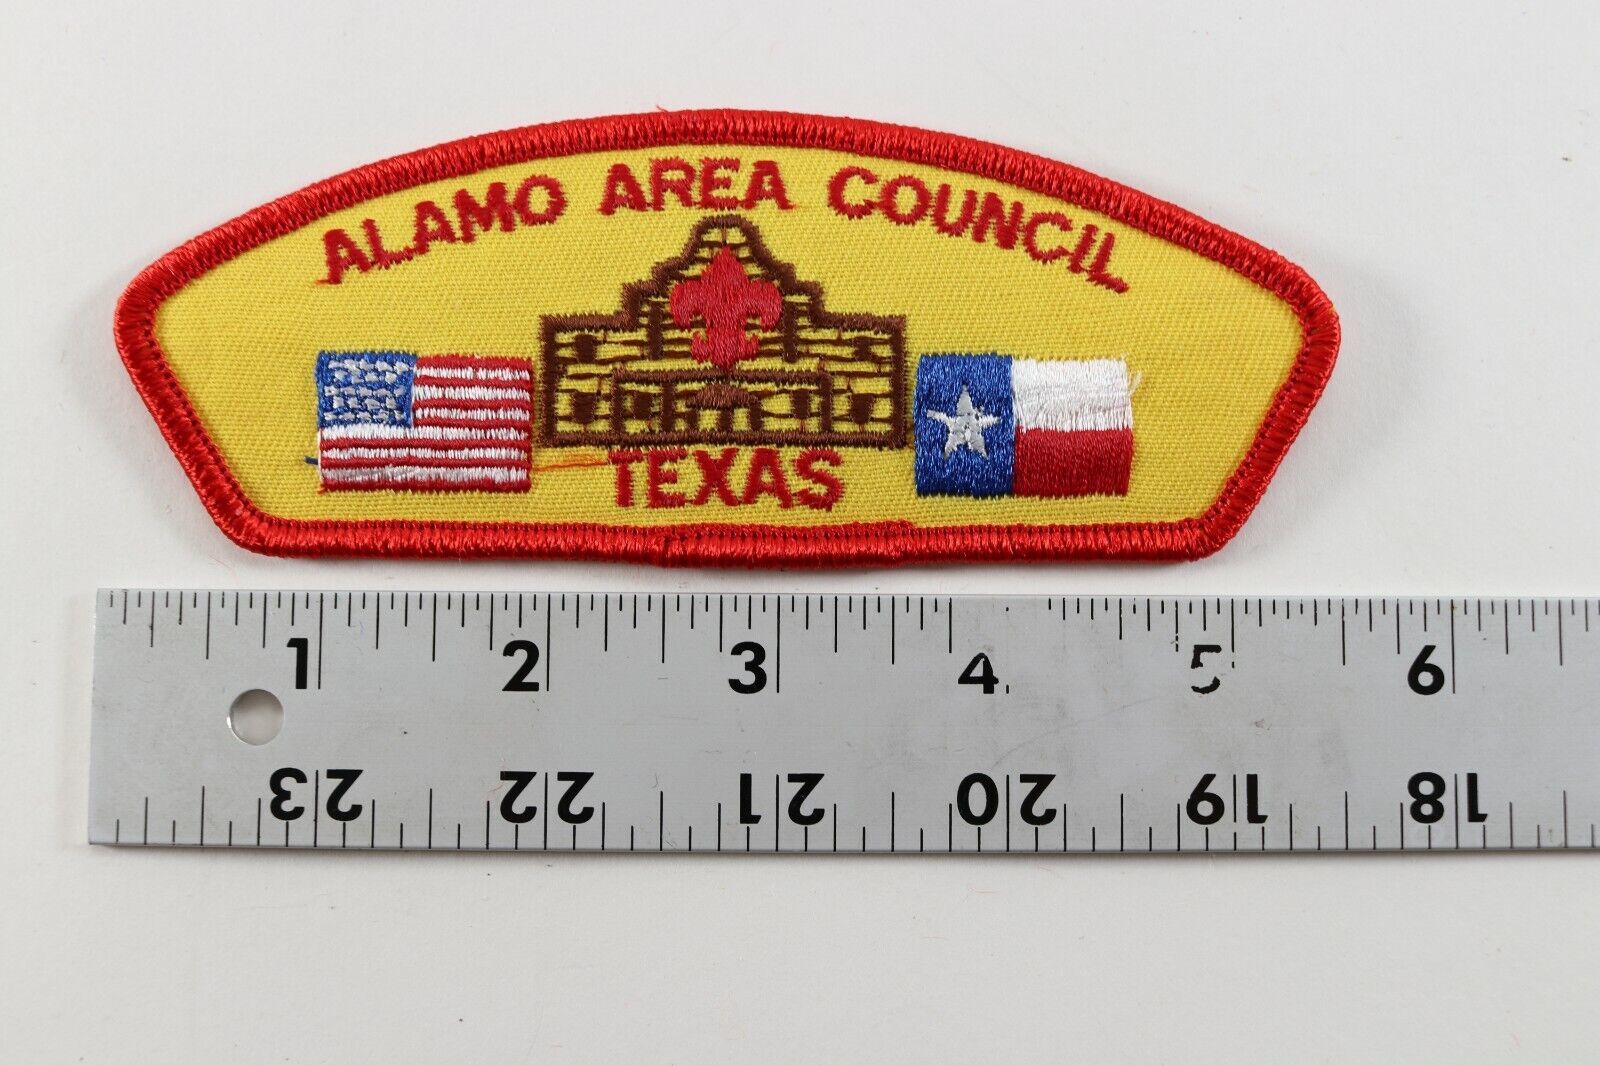 ALAMO AREA COUNCIL
TEXAS
1 2 3 4 5 6
23 22 21 20 19 18